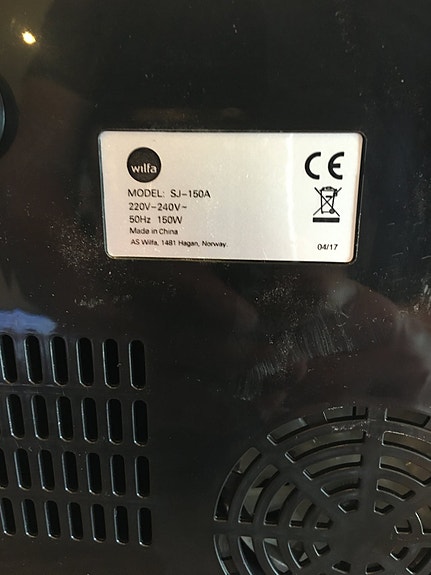 wilfa
CE
MODEL: SJ-150A
220V-240V~
50Hz 150W
Made in China
AS Wilfa, 1481 Hagan, Norway.
04/17